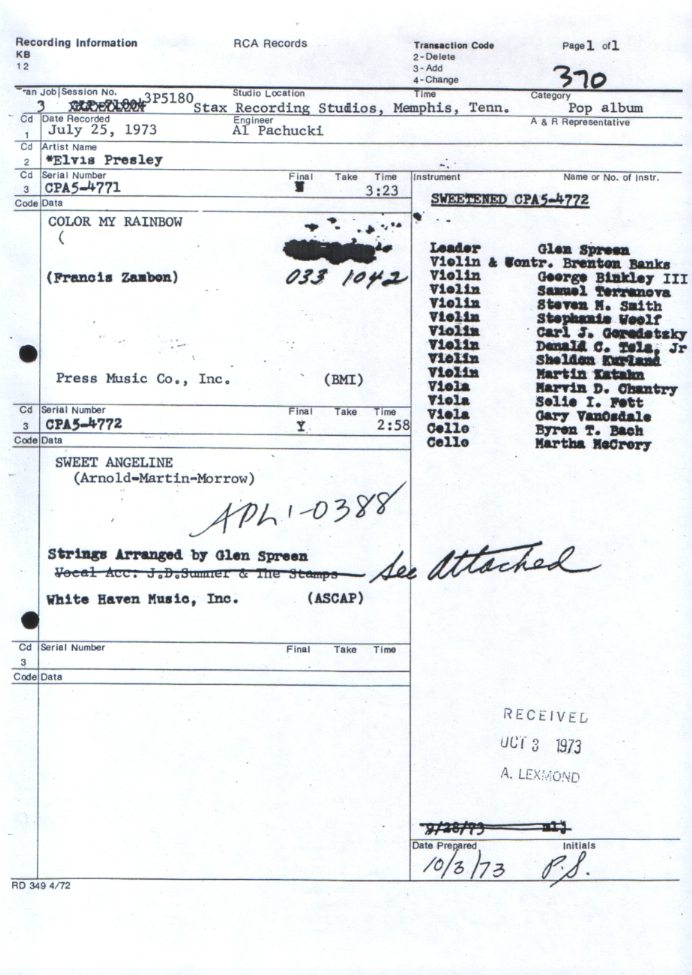 Recording Information
RCA Records
Transaction Code
Page 1 of 1
KB
2-Delete
12
3-Add
4-Change
370
Tran Job Session No.
Studio Location
Time
Category
3 3P5180
Stax Recording Studios, Memphis, Tenn.
Pop album
Cd Date Recorded
Engineer
A & R Representative
1 July 25, 1973
Al Pachucki
Cd Artist Name
2 *Elvis Presley
Cd Serial Number Final Take Time
3 CPA5-4771 3:23
Code Data
COLOR MY RAINBOW
(
033 1042
(Francis Zambon)
Press Music Co., Inc. (BMI)
Cd Serial Number Final Take Time
3 CPA5-4772 Y 2:58
Code Data
SWEET ANGELINE
(Arnold-Martin-Morrow)
APL1-0388
Strings Arranged by Glen Spreen
Vocal Acc: J.D.Sumner & The Stamps
See Attached
White Haven Music, Inc. (ASCAP)
Cd Serial Number Final Take Time
3
Code Data
Instrument Name or No. of Instr.
SWEETENED CPA5-4772
Leader Glen Spreen
Violin & Contr. Brenton Banks
Violin George Binkley III
Violin Samuel Terranova
Violin Steven M. Smith
Violin Stephanie Woolf
Violin Carl J. Gorodetzky
Violin Donald C. Teal, Jr
Violin Sheldon Kurland
Violin Martin Katahn
Viola Marvin D. Chantry
Viola Solie I. Fott
Viola Gary VanOsdale
Cello Byron T. Bach
Cello Martha McCrory
RECEIVED
OCT 3 1973
A. LEXMOND
9/28/73 mlj
Date Prepared Initials
10/3/73 P.S.
RD 349 4/72